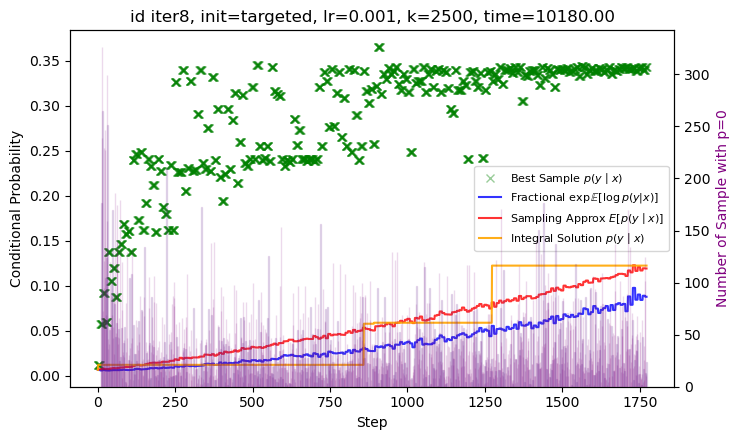 id iter8, init=targeted, lr=0.001, k=2500, time=10180.00
Conditional Probability
0.35
0.30
0.25
0.20
0.15
0.10
0.05
0.00
Best Sample p(y | x)
Fractional exp 𝔼[log p(y|x)]
Sampling Approx E[p(y | x)]
Integral Solution p(y | x)
300
250
200
150
100
50
0
Number of Sample with p=0
0 250 500 750 1000 1250 1500 1750
Step